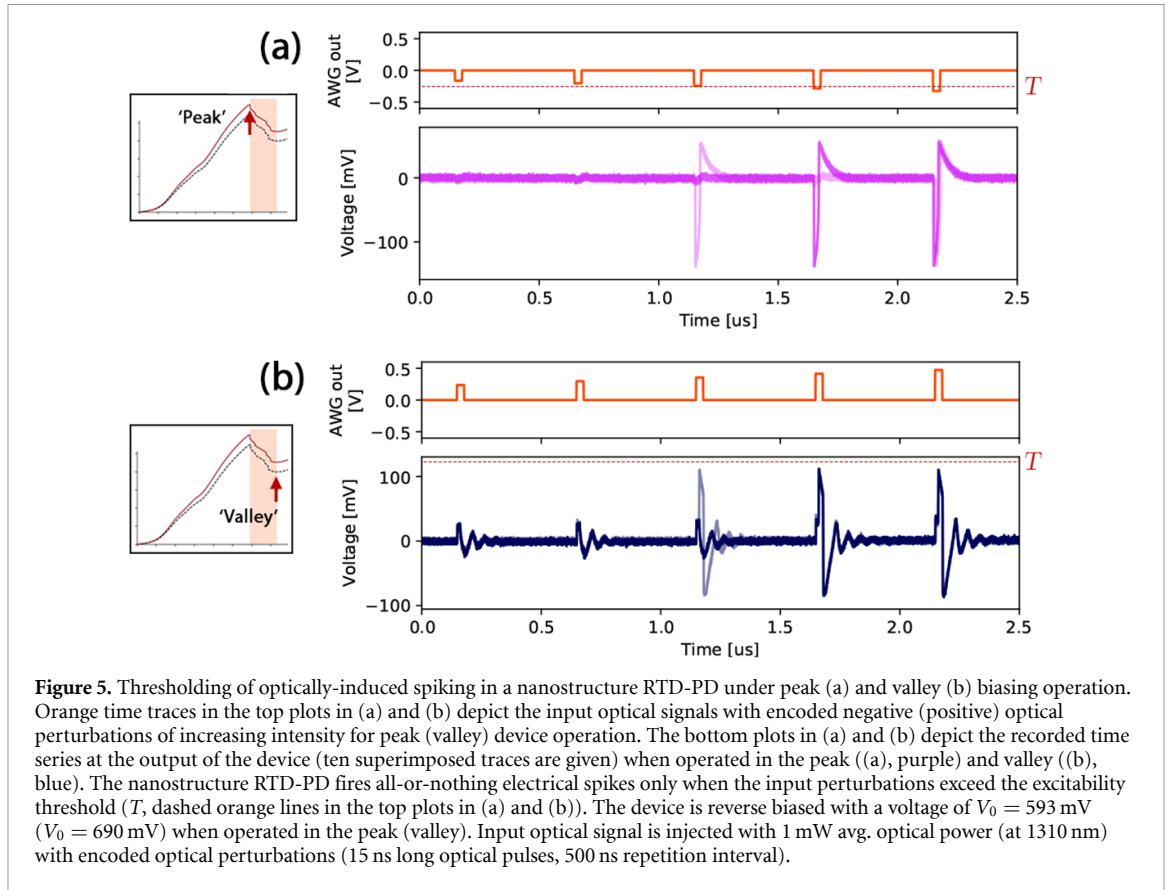 (a)
AWG out
[V]
0.5
0.0
−0.5
T
'Peak'
Voltage [mV]
0
−100
0.0 0.5 1.0 1.5 2.0 2.5
Time [us]
(b)
AWG out
[V]
0.5
0.0
−0.5
T
'Valley'
Voltage [mV]
100
0
−100
0.0 0.5 1.0 1.5 2.0 2.5
Time [us]
Figure 5. Thresholding of optically-induced spiking in a nanostructure RTD-PD under peak (a) and valley (b) biasing operation.
Orange time traces in the top plots in (a) and (b) depict the input optical signals with encoded negative (positive) optical
perturbations of increasing intensity for peak (valley) device operation. The bottom plots in (a) and (b) depict the recorded time
series at the output of the device (ten superimposed traces are given) when operated in the peak ((a), purple) and valley ((b),
blue). The nanostructure RTD-PD fires all-or-nothing electrical spikes only when the input perturbations exceed the excitability
threshold (T, dashed orange lines in the top plots in (a) and (b)). The device is reverse biased with a voltage of V₀ = 593 mV
(V₀ = 690 mV) when operated in the peak (valley). Input optical signal is injected with 1 mW avg. optical power (at 1310 nm)
with encoded optical perturbations (15 ns long optical pulses, 500 ns repetition interval).